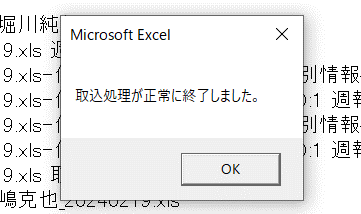 堀川純
Microsoft Excel
9.xls 週
9.xls-
別情報
取込処理が正常に終了しました。
9.xls-
:1 週報
9.xls-
別情報
9.xls-
:1 週報
OK
9.xls 取
嶋克也_20240219.xls